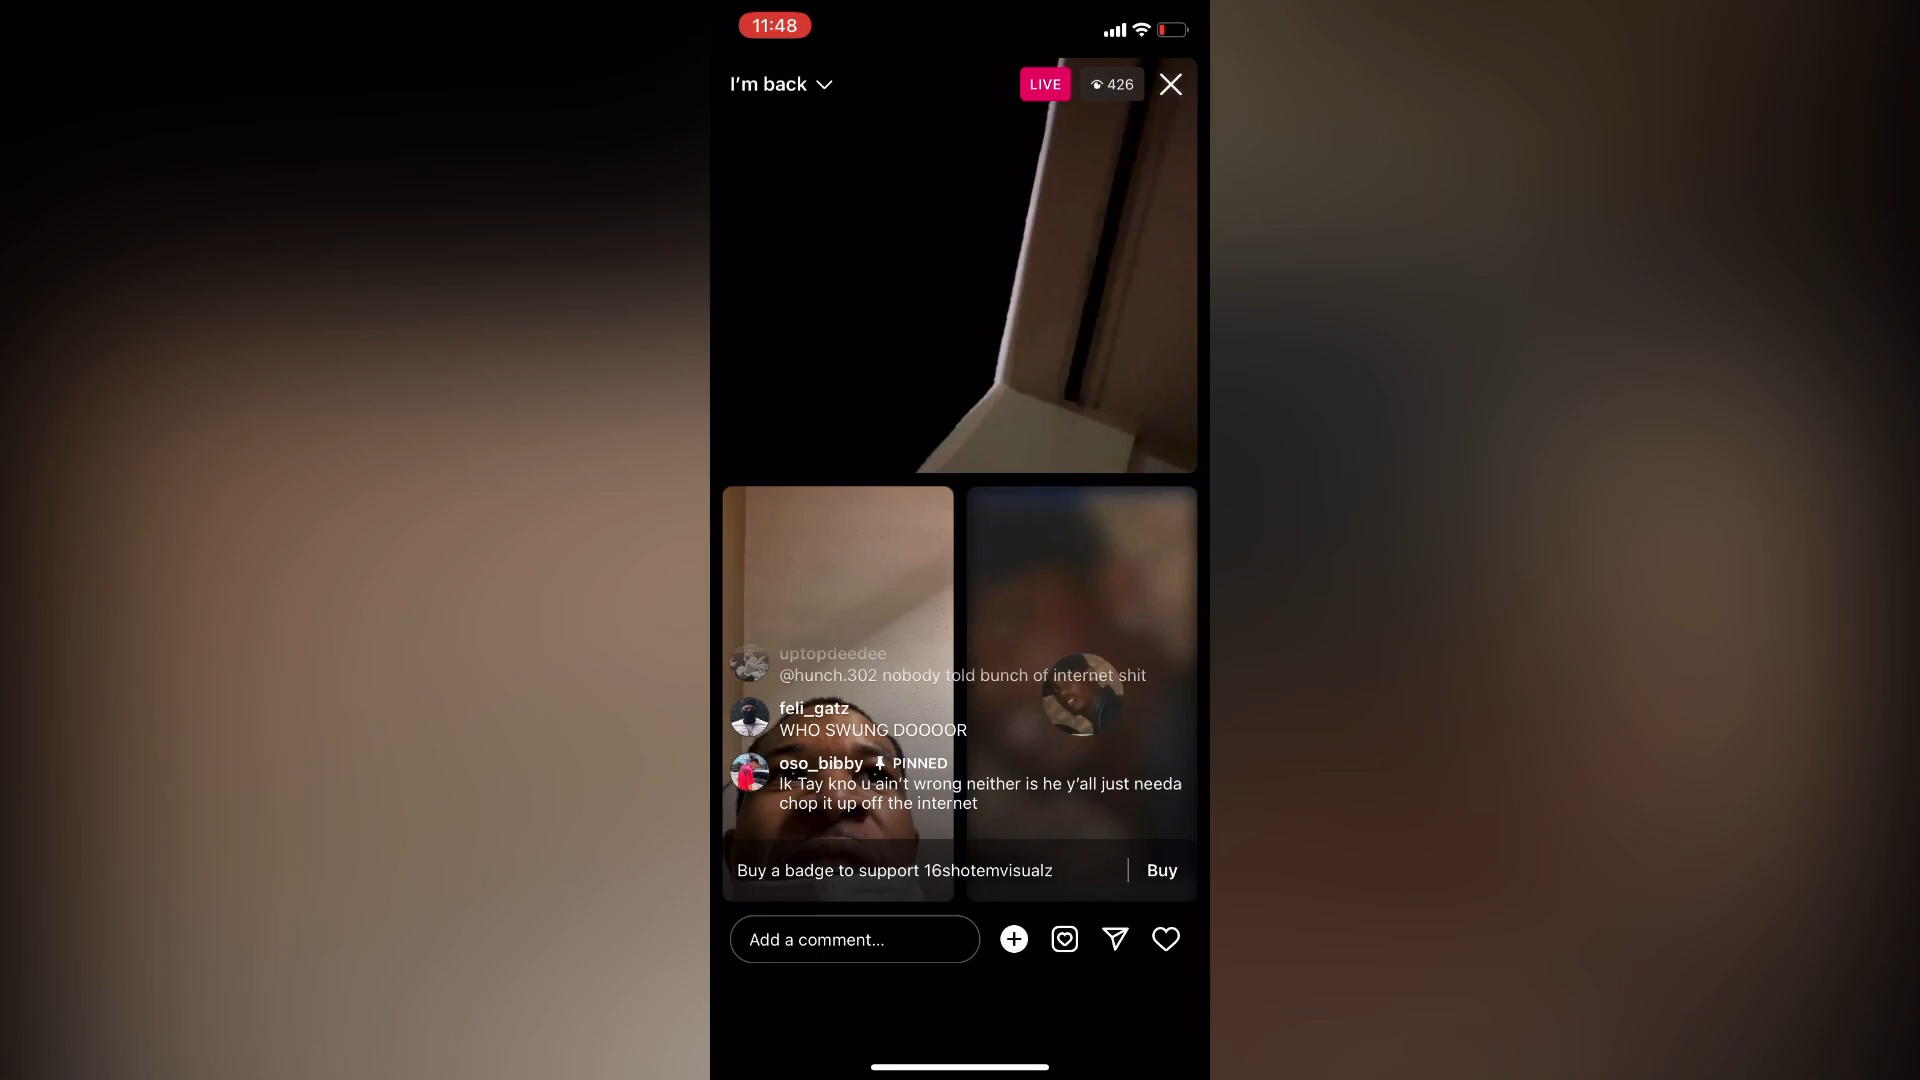 11:48
I'm back
LIVE
426
uptopdeedee
@hunch.302 nobody told bunch of internet shit
feli_gatz
WHO SWUNG DOOOOR
oso_bibby PINNED
Ik Tay kno u ain't wrong neither is he y'all just needa
chop it up off the internet
Buy a badge to support 16shotemvisualz
Buy
Add a comment...